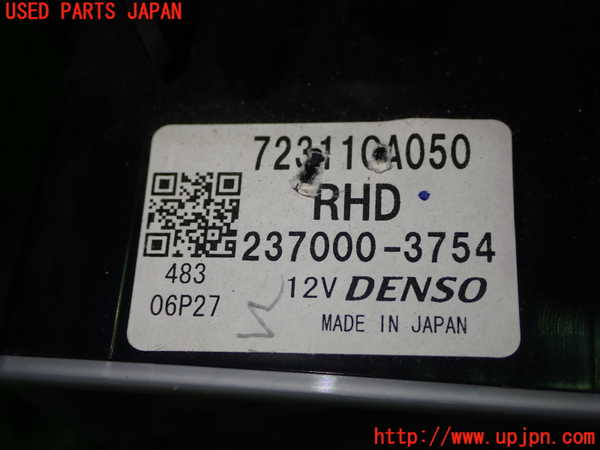 USED PARTS JAPAN
72311CA050
RHD
237000-3754
483
12V DENSO
06P27
MADE IN JAPAN
http://www.upjpn.com/